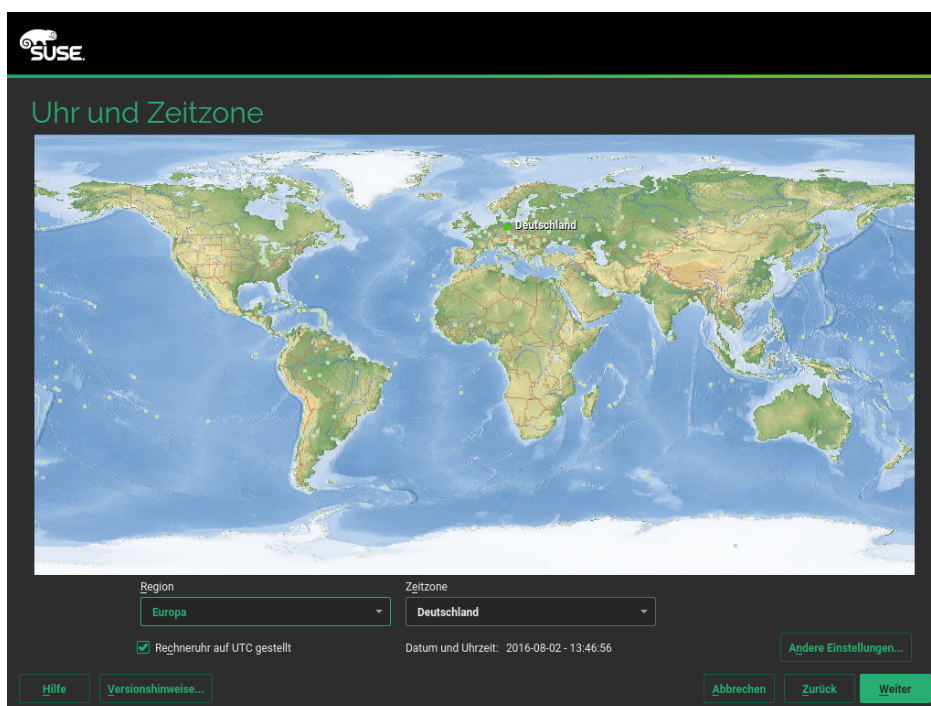 SUSE.
Uhr und Zeitzone
Deutschland
Region
Zeitzone
Europa
Deutschland
Rechneruhr auf UTC gestellt
Datum und Uhrzeit: 2016-08-02 - 13:46:56
Andere Einstellungen...
Hilfe
Versionshinweise...
Abbrechen
Zurück
Weiter